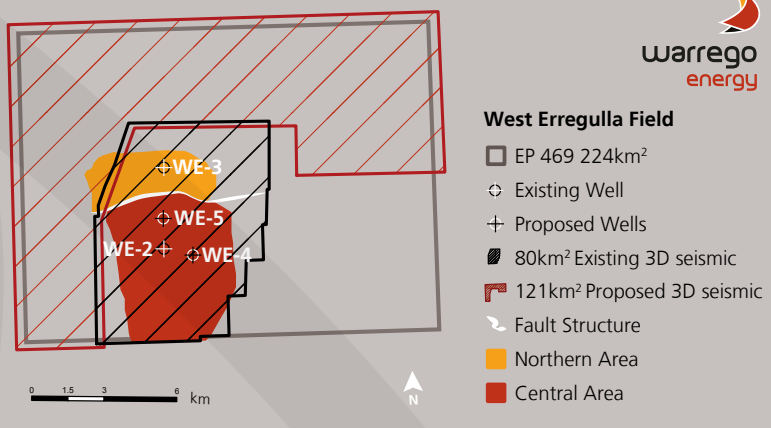 warrego
energy
West Erregulla Field
EP 469 224km²
Existing Well
Proposed Wells
80km² Existing 3D seismic
121km² Proposed 3D seismic
Fault Structure
Northern Area
Central Area
WE-3
WE-5
WE-2
WE-4
0 1.5 3 6 km
N